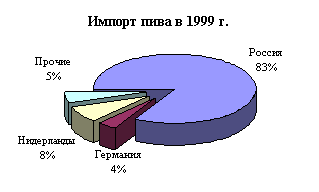 Импорт пива в 1999 г.
Россия
83%
Прочие
5%
Нидерланды
8%
Германия
4%